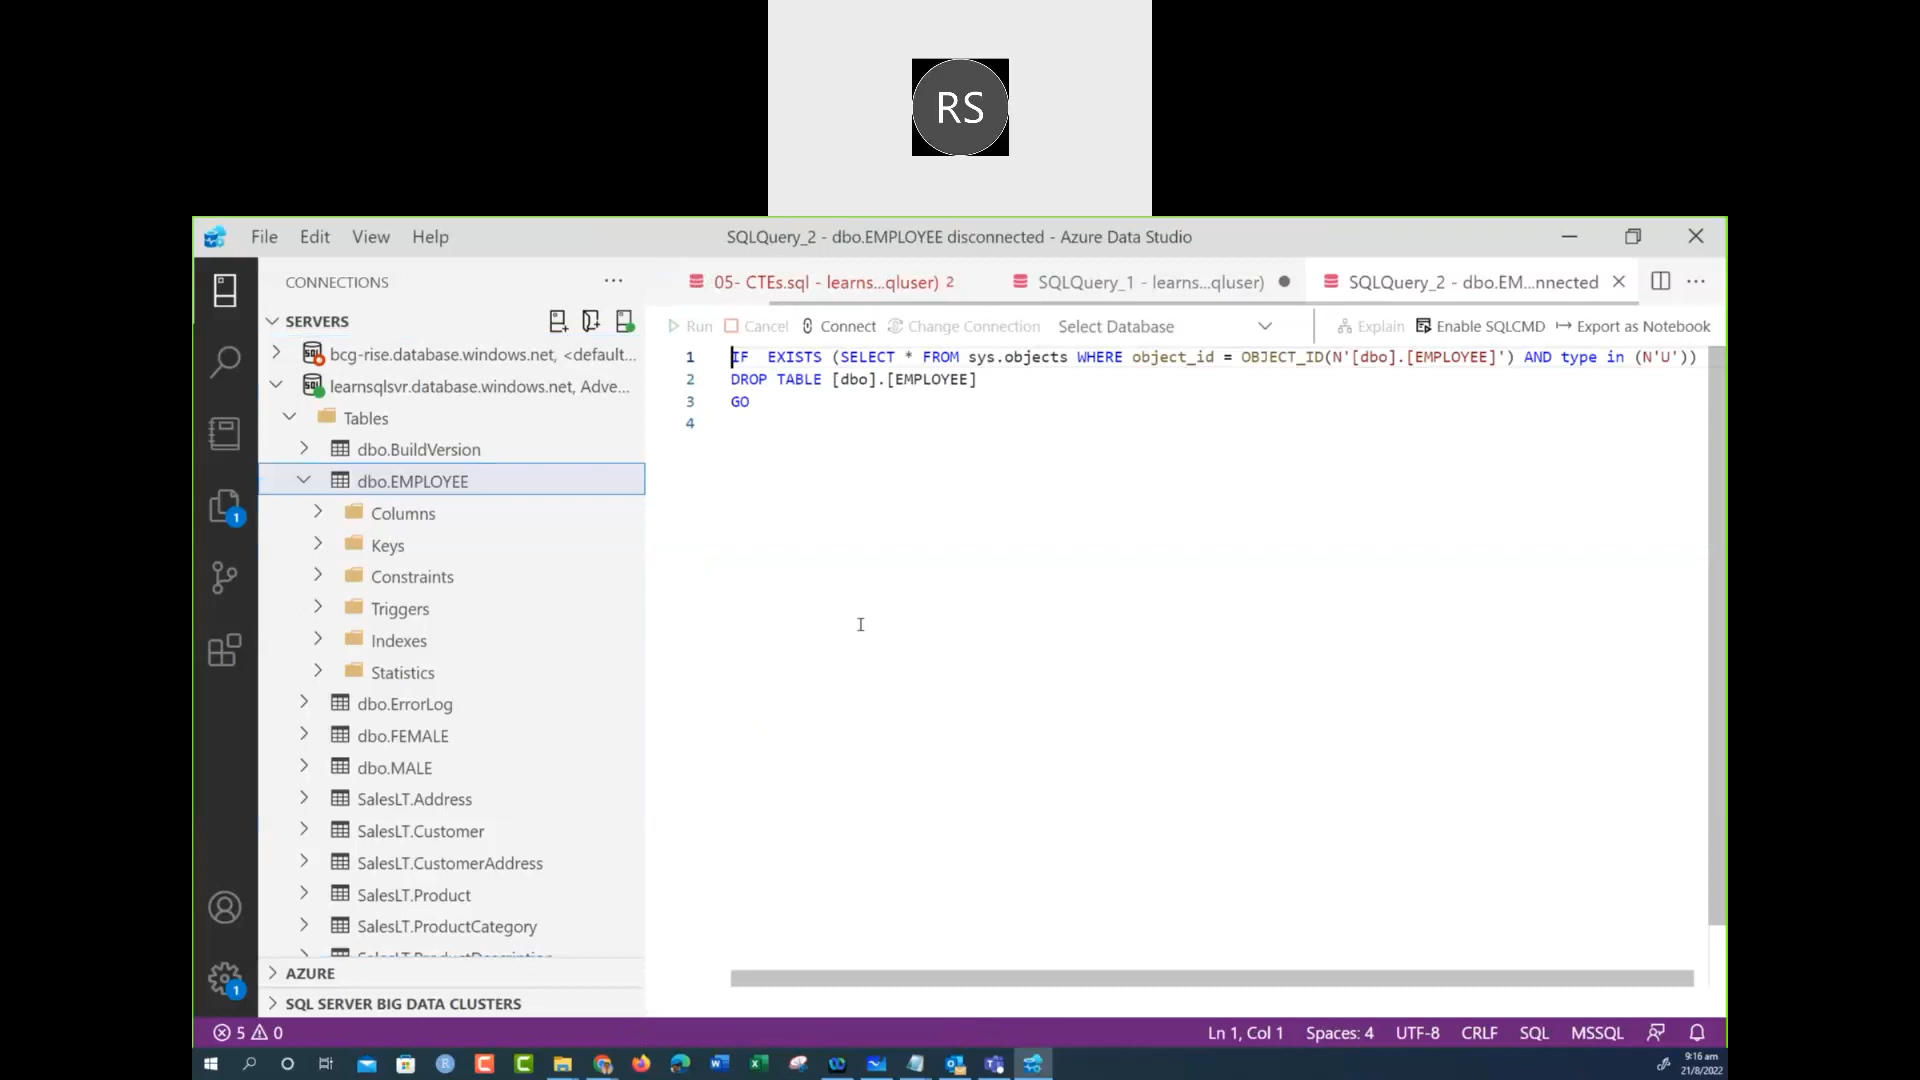 RS
File Edit View Help
SQLQuery_2 - dbo.EMPLOYEE disconnected - Azure Data Studio
CONNECTIONS
05- CTEs.sql - learns...qluser) 2
SQLQuery_1 - learns...qluser)
SQLQuery_2 - dbo.EM...nnected
SERVERS
Run Cancel Connect Change Connection Select Database Explain Enable SQLCMD Export as Notebook
bcg-rise.database.windows.net, <default...
learnsqlsvr.database.windows.net, Adve...
Tables
dbo.BuildVersion
dbo.EMPLOYEE
Columns
Keys
Constraints
Triggers
Indexes
Statistics
dbo.ErrorLog
dbo.FEMALE
dbo.MALE
SalesLT.Address
SalesLT.Customer
SalesLT.CustomerAddress
SalesLT.Product
SalesLT.ProductCategory
SalesLT.ProductDescription
AZURE
SQL SERVER BIG DATA CLUSTERS
1 IF  EXISTS (SELECT * FROM sys.objects WHERE object_id = OBJECT_ID(N'[dbo].[EMPLOYEE]') AND type in (N'U'))
2 DROP TABLE [dbo].[EMPLOYEE]
3 GO
4
1
1
5 0
Ln 1, Col 1 Spaces: 4 UTF-8 CRLF SQL MSSQL
9:16 am
21/8/2022